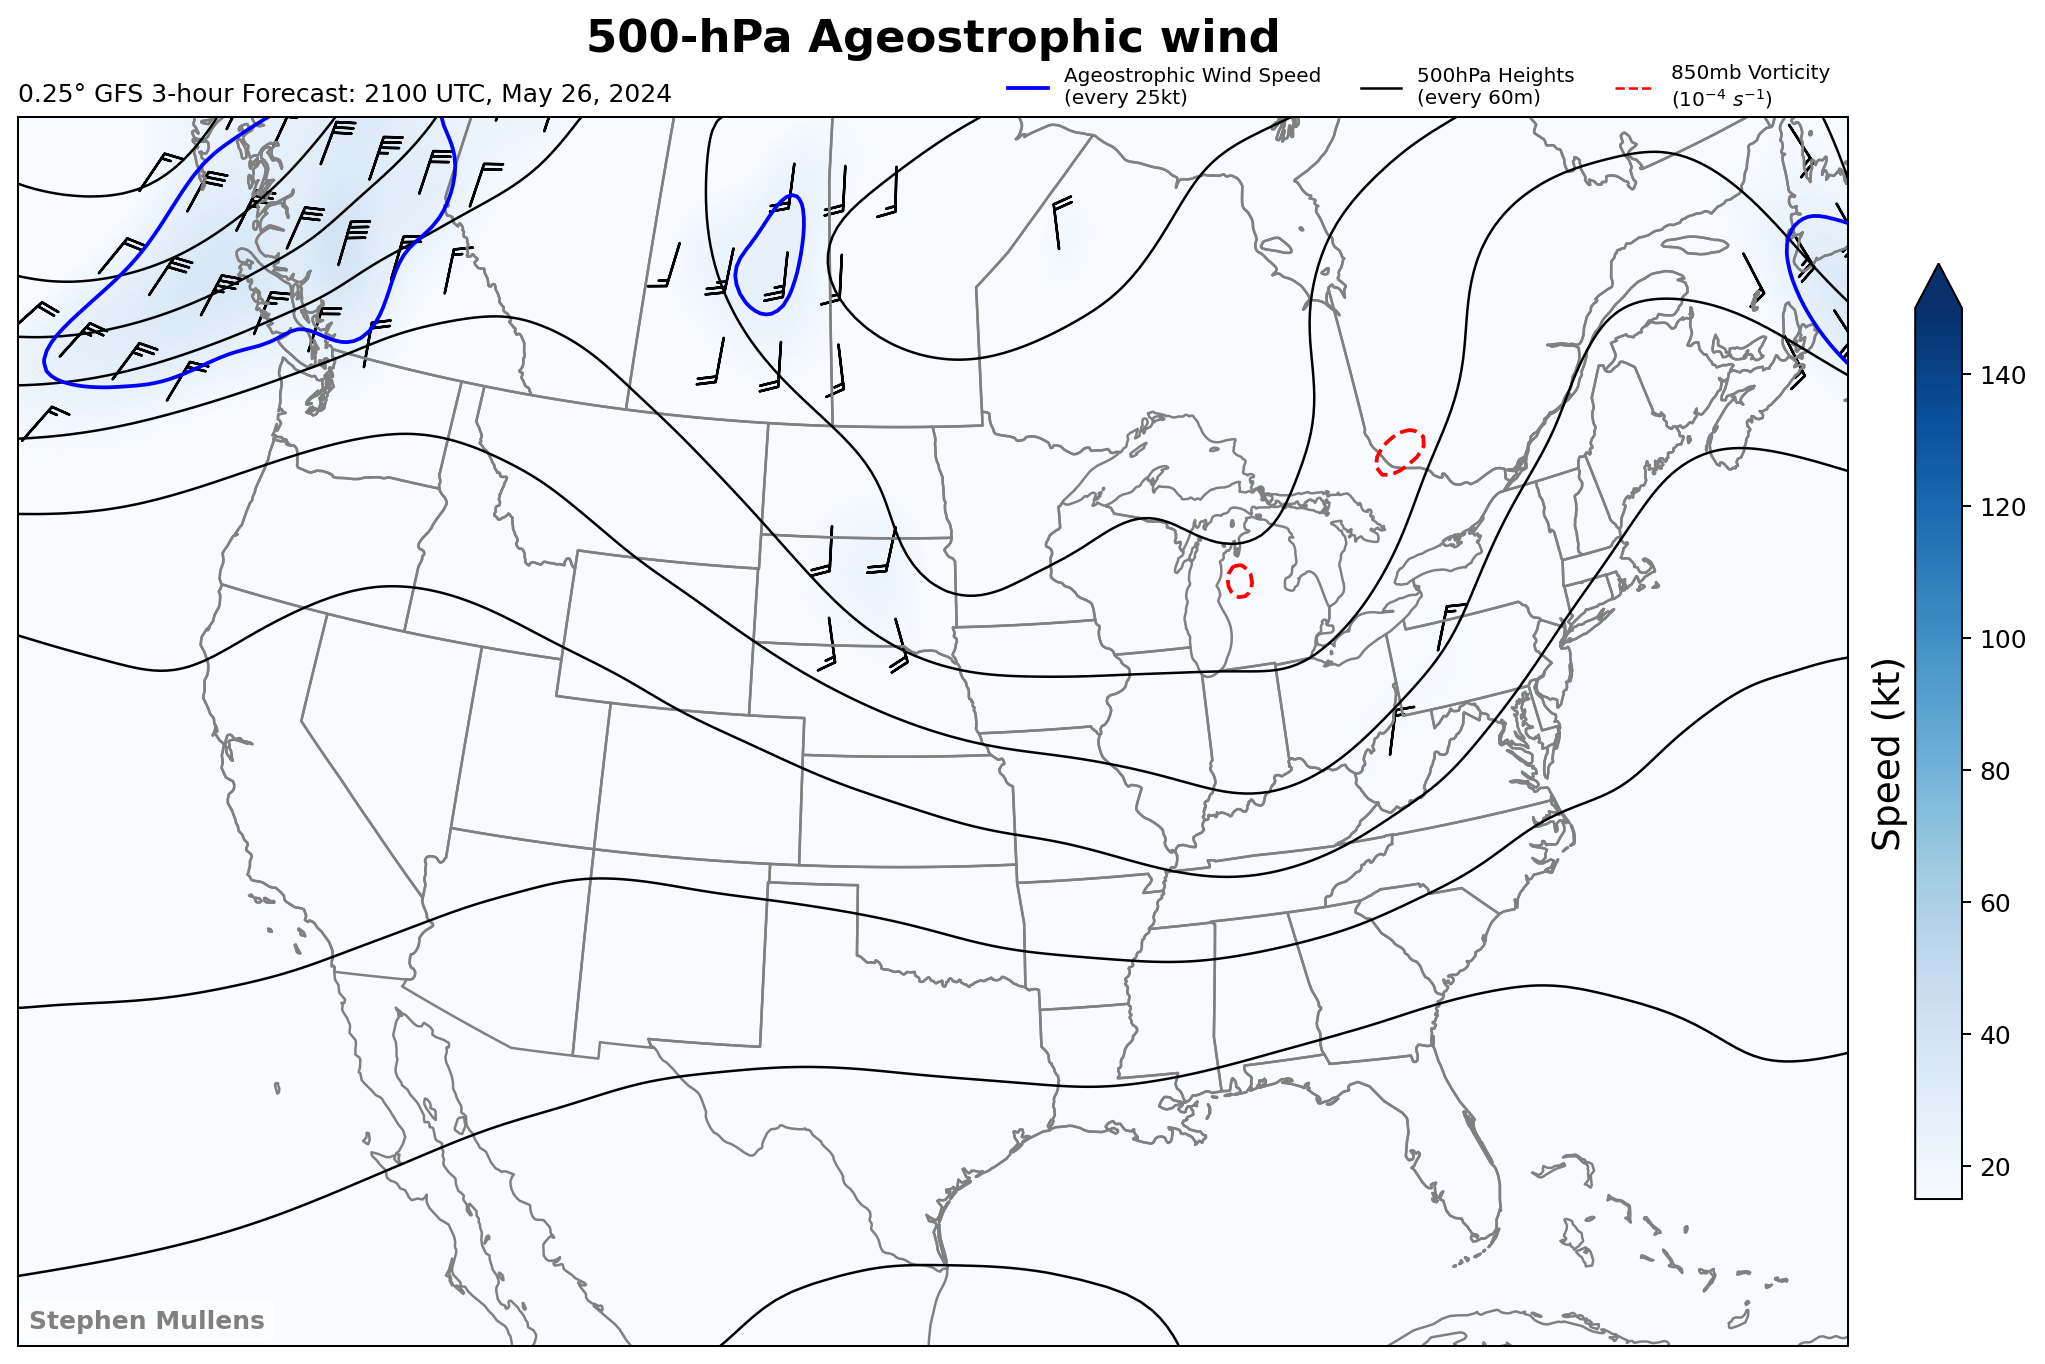 500-hPa Ageostrophic wind
0.25° GFS 3-hour Forecast: 2100 UTC, May 26, 2024
Ageostrophic Wind Speed
(every 25kt)
500hPa Heights
(every 60m)
850mb Vorticity
(10⁻⁴ s⁻¹)
140
120
100
80
60
40
20
Speed (kt)
Stephen Mullens